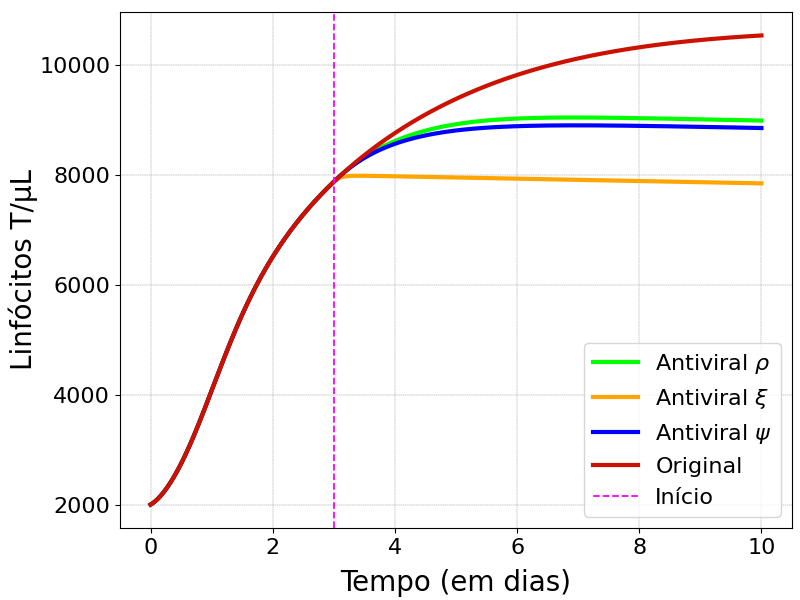 Linfócitos T/µL
10000
8000
6000
4000
2000
0
2
4
6
8
10
Tempo (em dias)
Antiviral ρ
Antiviral ξ
Antiviral ψ
Original
Início